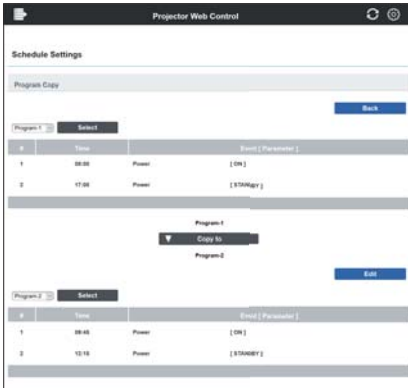 Projector Web Control
Schedule Settings
Program Copy
Back
Program-1 Select
# Time Event [ Parameter ]
1 08:00 Power [ ON ]
2 17:00 Power [ STANDBY ]
Program-1
▼ Copy to
Program-2
Edit
Program-2 Select
# Time Event [ Parameter ]
1 08:45 Power [ ON ]
2 12:10 Power [ STANDBY ]